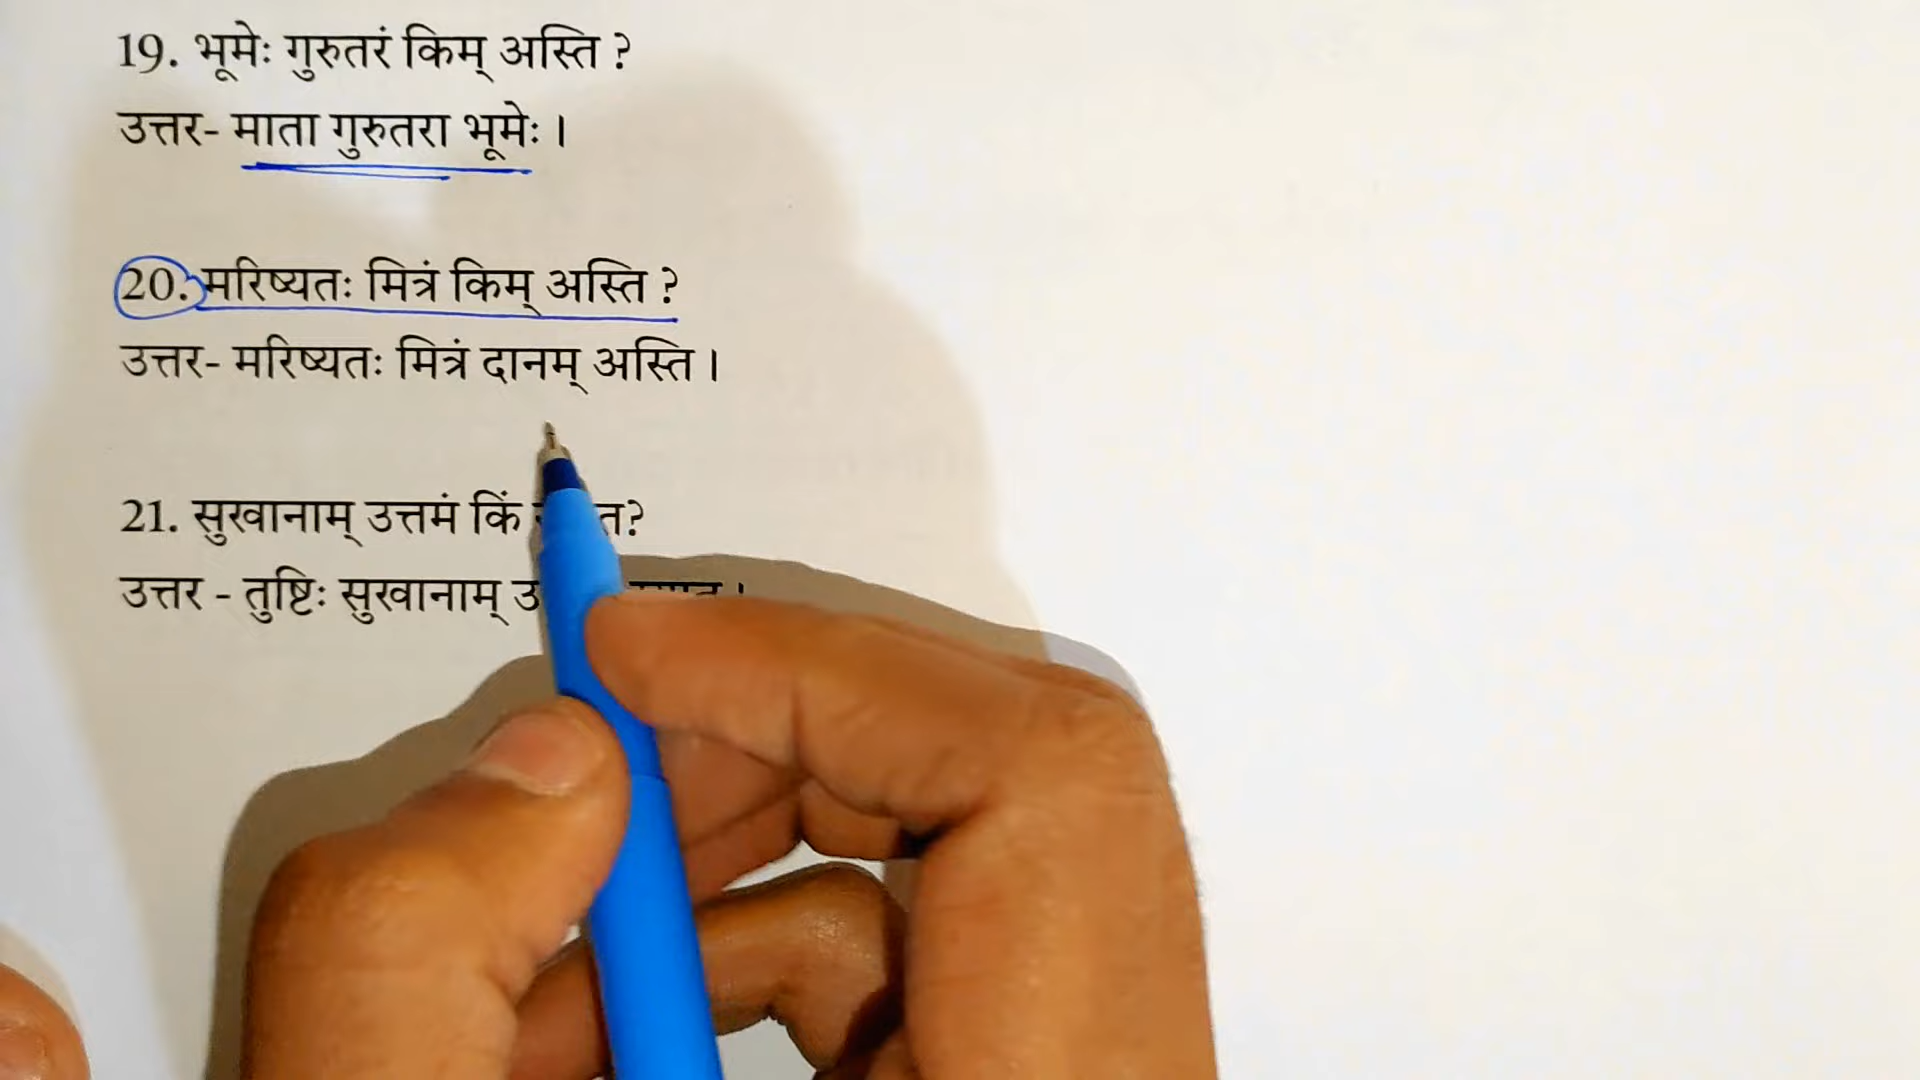 19. भूमेः गुरुतरं किम् अस्ति ?
उत्तर- माता गुरुतरा भूमेः ।
20. मरिष्यतः मित्रं किम् अस्ति ?
उत्तर- मरिष्यतः मित्रं दानम् अस्ति ।
21. सुखानाम् उत्तमं किं
उत्तर - तुष्टिः सुखानाम्